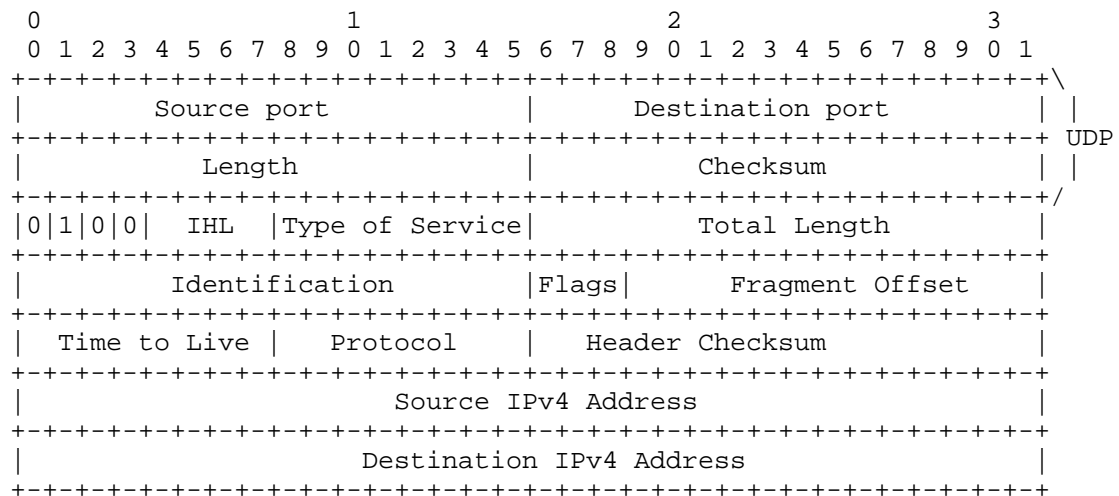 0                   1                   2                   3
 0 1 2 3 4 5 6 7 8 9 0 1 2 3 4 5 6 7 8 9 0 1 2 3 4 5 6 7 8 9 0 1
+-+-+-+-+-+-+-+-+-+-+-+-+-+-+-+-+-+-+-+-+-+-+-+-+-+-+-+-+-+-+-+-+\
|        Source port            |      Destination port         | |
+-+-+-+-+-+-+-+-+-+-+-+-+-+-+-+-+-+-+-+-+-+-+-+-+-+-+-+-+-+-+-+-+ UDP
|           Length              |          Checksum             | |
+-+-+-+-+-+-+-+-+-+-+-+-+-+-+-+-+-+-+-+-+-+-+-+-+-+-+-+-+-+-+-+-+/
|0|1|0|0|  IHL  |Type of Service|          Total Length         |
+-+-+-+-+-+-+-+-+-+-+-+-+-+-+-+-+-+-+-+-+-+-+-+-+-+-+-+-+-+-+-+-+
|         Identification        |Flags|      Fragment Offset    |
+-+-+-+-+-+-+-+-+-+-+-+-+-+-+-+-+-+-+-+-+-+-+-+-+-+-+-+-+-+-+-+-+
|  Time to Live |   Protocol    |   Header Checksum             |
+-+-+-+-+-+-+-+-+-+-+-+-+-+-+-+-+-+-+-+-+-+-+-+-+-+-+-+-+-+-+-+-+
|                       Source IPv4 Address                     |
+-+-+-+-+-+-+-+-+-+-+-+-+-+-+-+-+-+-+-+-+-+-+-+-+-+-+-+-+-+-+-+-+
|                     Destination IPv4 Address                  |
+-+-+-+-+-+-+-+-+-+-+-+-+-+-+-+-+-+-+-+-+-+-+-+-+-+-+-+-+-+-+-+-+